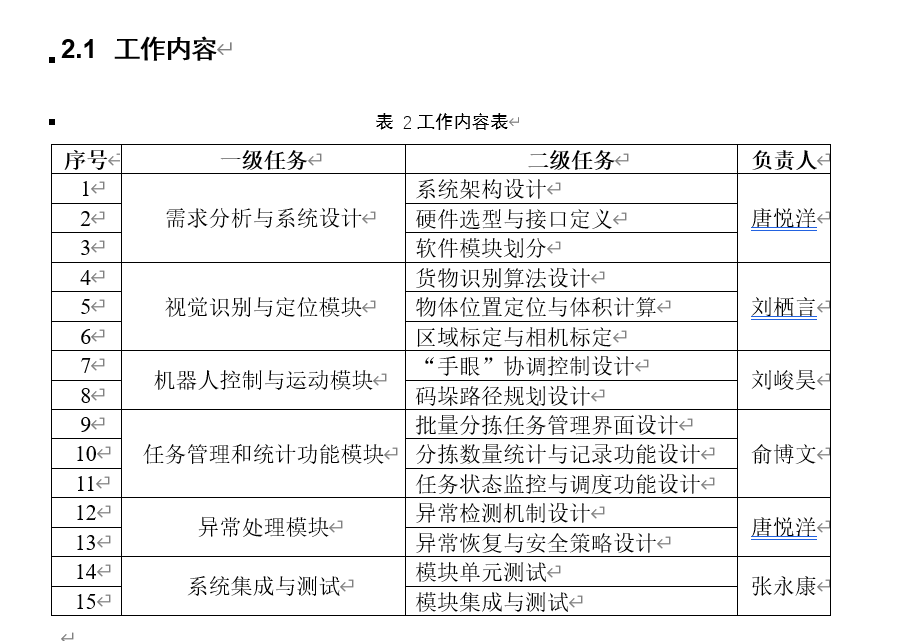 2.1 工作内容
表 2 工作内容表
序号 一级任务 二级任务 负责人
1 需求分析与系统设计 系统架构设计 唐悦洋
2 硬件选型与接口定义
3 软件模块划分
4 视觉识别与定位模块 货物识别算法设计 刘栖言
5 物体位置定位与体积计算
6 区域标定与相机标定
7 机器人控制与运动模块 “手眼”协调控制设计 刘峻昊
8 码垛路径规划设计
9 任务管理和统计功能模块 批量分拣任务管理界面设计 俞博文
10 分拣数量统计与记录功能设计
11 任务状态监控与调度功能设计
12 异常处理模块 异常检测机制设计 唐悦洋
13 异常恢复与安全策略设计
14 系统集成与测试 模块单元测试 张永康
15 模块集成与测试